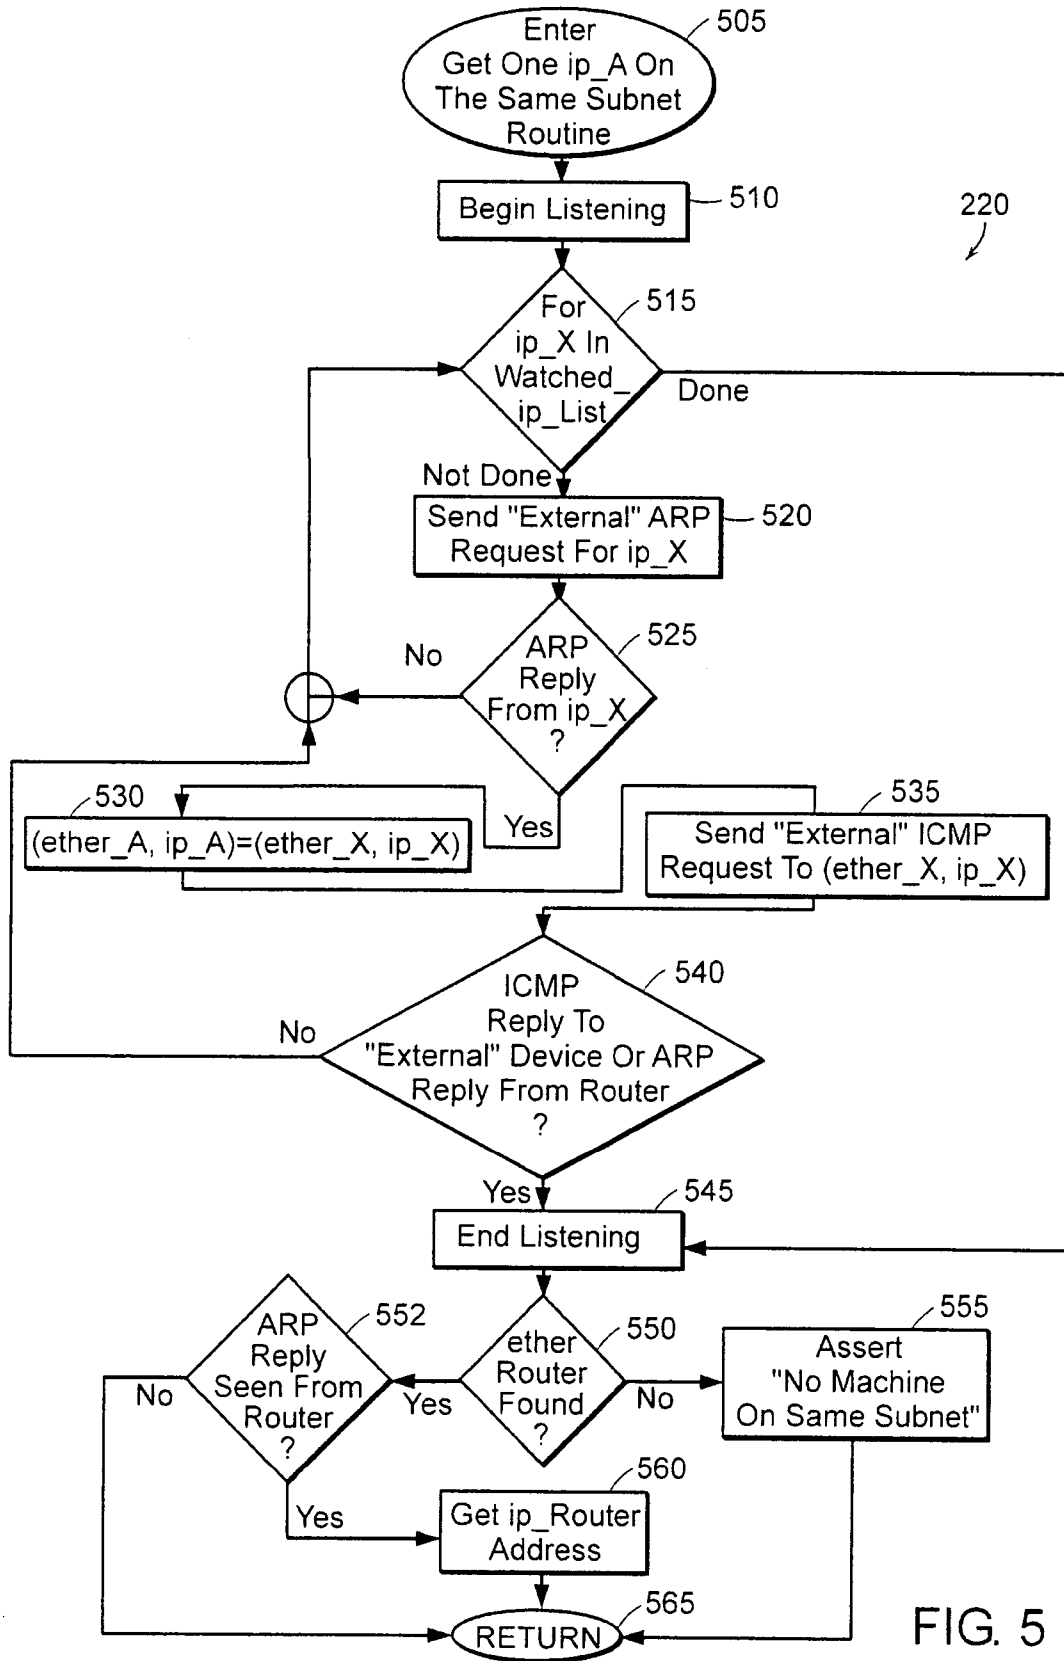 Enter
Get One ip_A On
The Same Subnet
Routine
505
Begin Listening
510
220
For
ip_X In
Watched_
ip_List
515
Done
Not Done
Send "External" ARP
Request For ip_X
520
ARP
Reply
From ip_X
?
525
No
Yes
530
(ether_A, ip_A)=(ether_X, ip_X)
535
Send "External" ICMP
Request To (ether_X, ip_X)
ICMP
Reply To
"External" Device Or ARP
Reply From Router
?
540
No
Yes
End Listening
545
ARP
Reply
Seen From
Router
?
552
No
Yes
ether
Router
Found
?
550
Yes
No
555
Assert
"No Machine
On Same Subnet"
560
Get ip_Router
Address
RETURN
565
FIG. 5